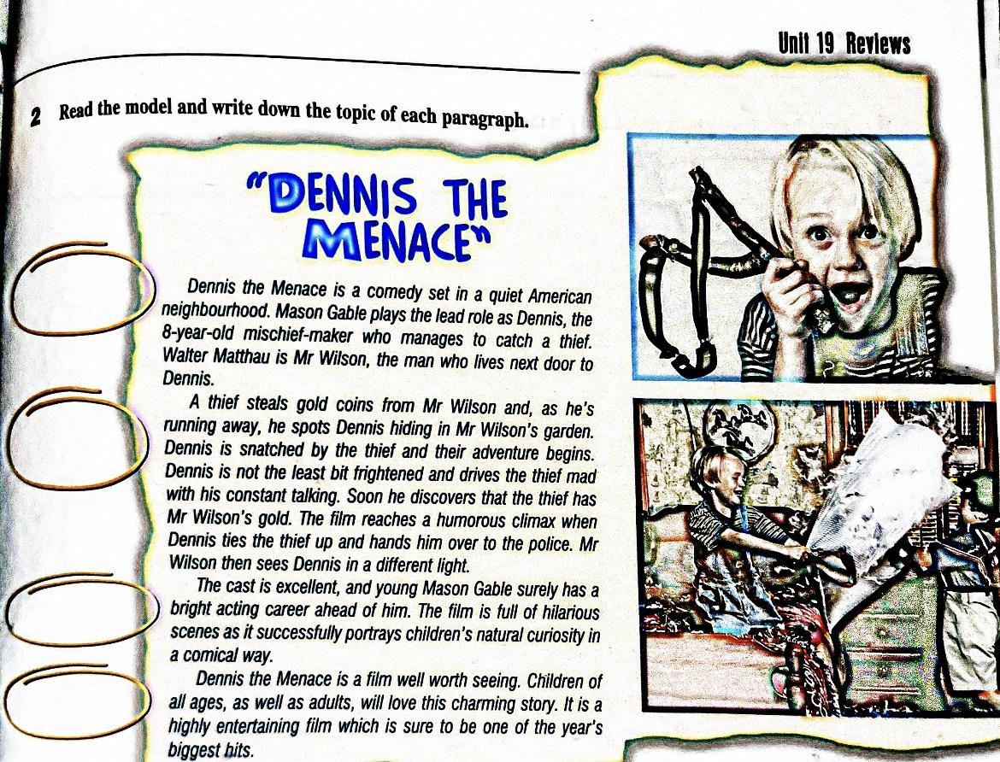 Unit 19 Reviews
2 Read the model and write down the topic of each paragraph.
"DENNIS THE
MENACE"
Dennis the Menace is a comedy set in a quiet American
neighbourhood. Mason Gable plays the lead role as Dennis, the
8-year-old mischief-maker who manages to catch a thief.
Walter Matthau is Mr Wilson, the man who lives next door to
Dennis.
A thief steals gold coins from Mr Wilson and, as he's
running away, he spots Dennis hiding in Mr Wilson's garden.
Dennis is snatched by the thief and their adventure begins.
Dennis is not the least bit frightened and drives the thief mad
with his constant talking. Soon he discovers that the thief has
Mr Wilson's gold. The film reaches a humorous climax when
Dennis ties the thief up and hands him over to the police. Mr
Wilson then sees Dennis in a different light.
The cast is excellent, and young Mason Gable surely has a
bright acting career ahead of him. The film is full of hilarious
scenes as it successfully portrays children's natural curiosity in
a comical way.
Dennis the Menace is a film well worth seeing. Children of
all ages, as well as adults, will love this charming story. It is a
highly entertaining film which is sure to be one of the year's
biggest hits.